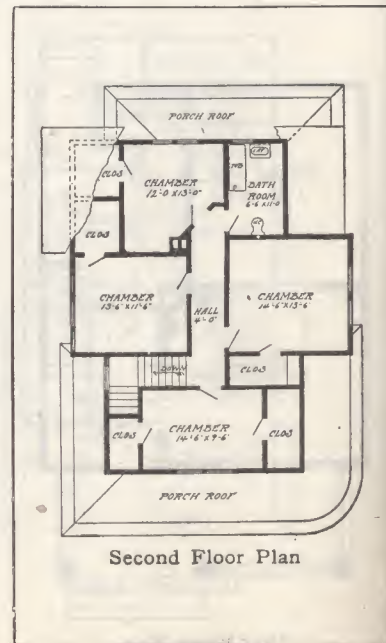 PORCH ROOF
CLOS
CHAMBER
12'-0 X 13'-0"
LAV
BATH
ROOM
6'-6 X 11'-0
WC
CLOS
CHAMBER
13'-6" X 11'-6"
HALL
4'-0"
CHAMBER
14'-6" X 13'-6"
DOWN
CLOS
CHAMBER
14'-6" X 9'-6"
CLOS
CLOS
PORCH ROOF
Second Floor Plan